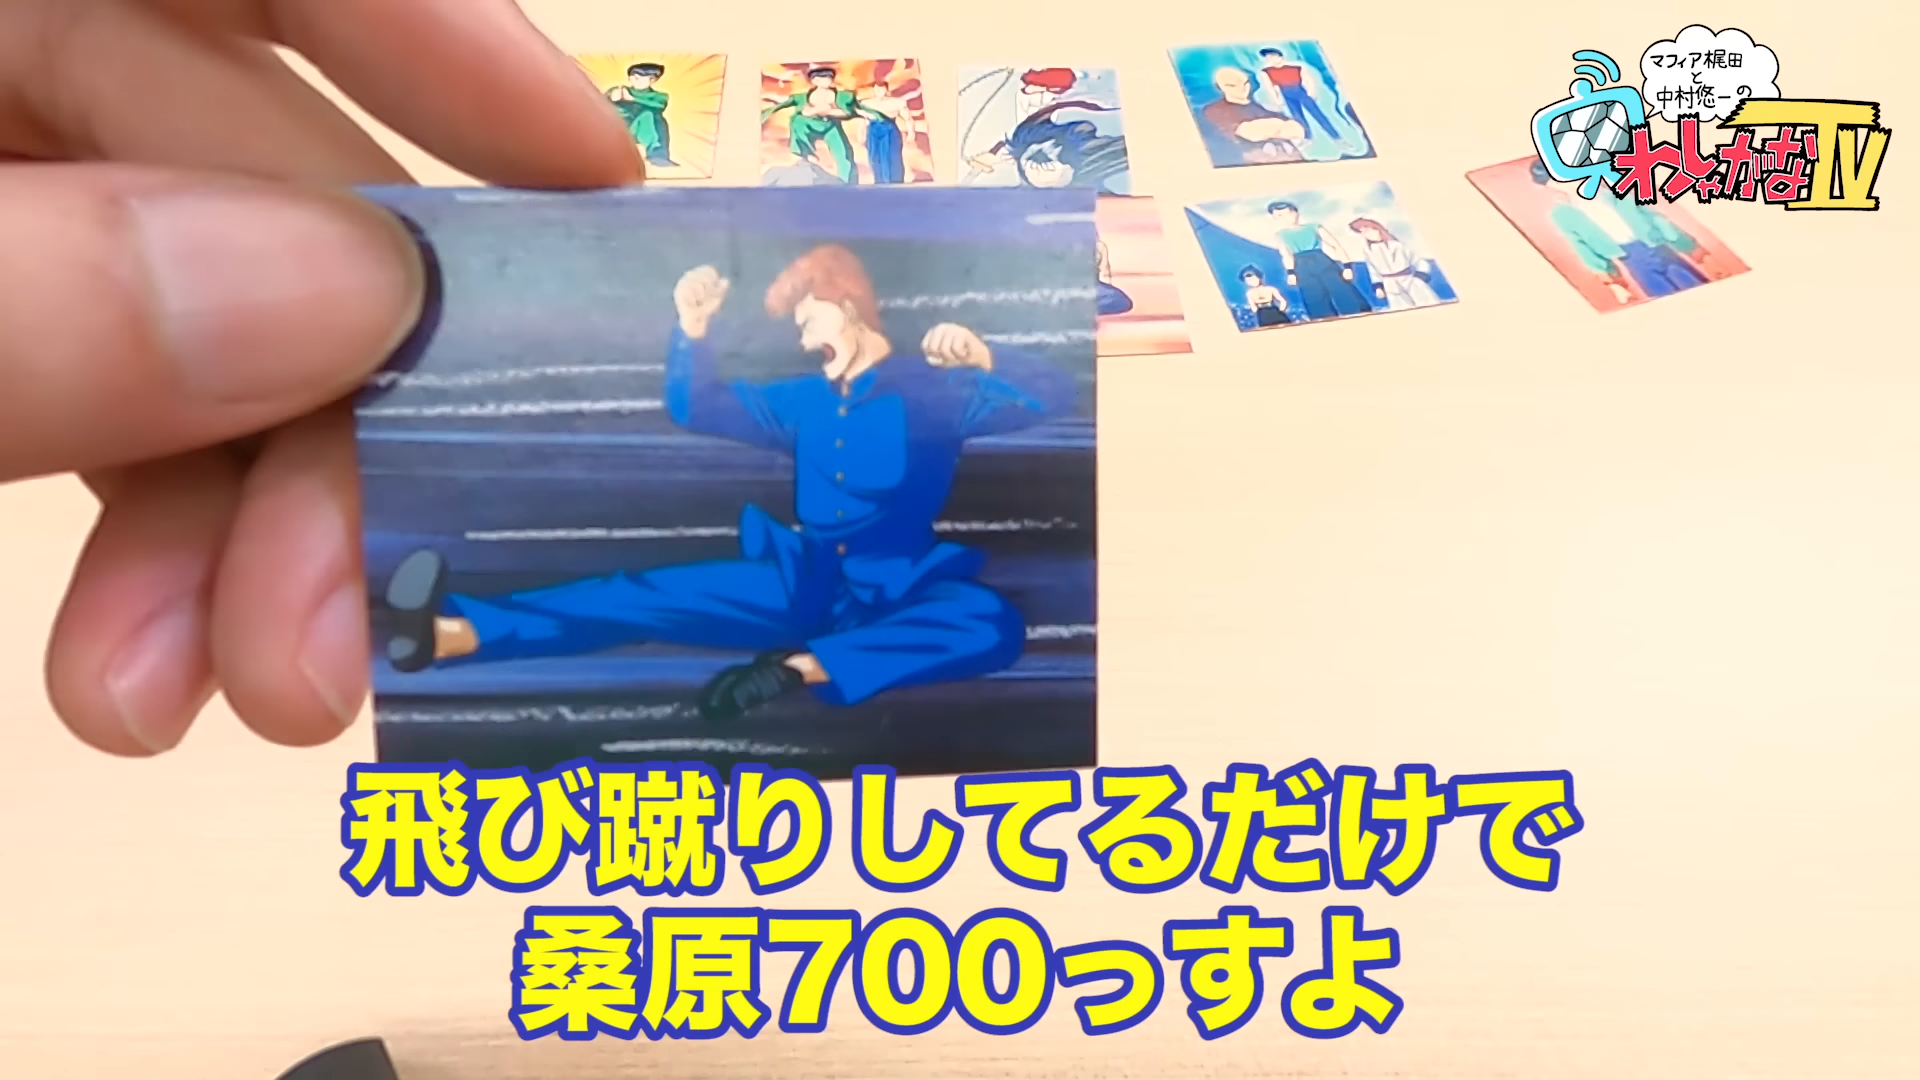 マフィア梶田
と
中村悠一の
わしゃがなTV
飛び蹴りしてるだけで
桑原700っすよ